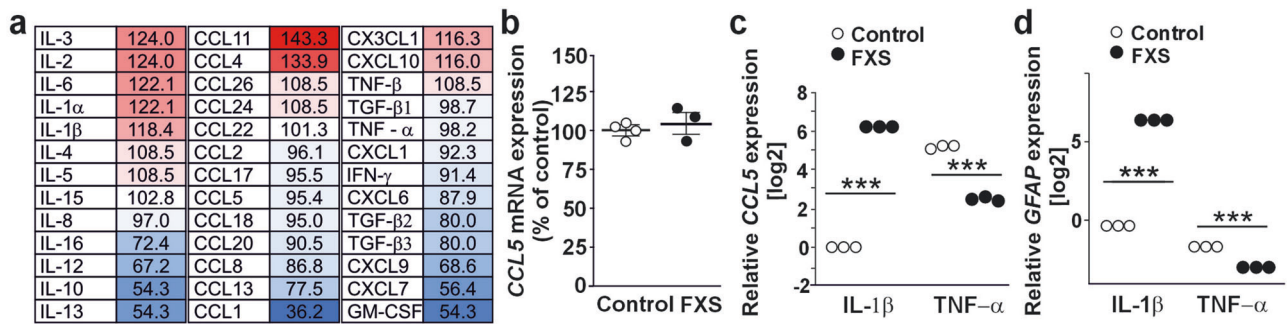 a
IL-3 124.0 CCL11 143.3 CX3CL1 116.3
IL-2 124.0 CCL4 133.9 CXCL10 116.0
IL-6 122.1 CCL26 108.5 TNF-β 108.5
IL-1α 122.1 CCL24 108.5 TGF-β1 98.7
IL-1β 118.4 CCL22 101.3 TNF - α 98.2
IL-4 108.5 CCL2 96.1 CXCL1 92.3
IL-5 108.5 CCL17 95.5 IFN-γ 91.4
IL-15 102.8 CCL5 95.4 CXCL6 87.9
IL-8 97.0 CCL18 95.0 TGF-β2 80.0
IL-16 72.4 CCL20 90.5 TGF-β3 80.0
IL-12 67.2 CCL8 86.8 CXCL9 68.6
IL-10 54.3 CCL13 77.5 CXCL7 56.4
IL-13 54.3 CCL1 36.2 GM-CSF 54.3
b
CCL5 mRNA expression
(% of control)
150
125
100
75
50
25
0
Control FXS
c
Control
FXS
Relative CCL5 expression
[log2]
8
6
4
2
0
-2
***
***
IL-1β TNF-α
d
Control
FXS
Relative GFAP expression
[log2]
5
0
***
***
IL-1β TNF-α